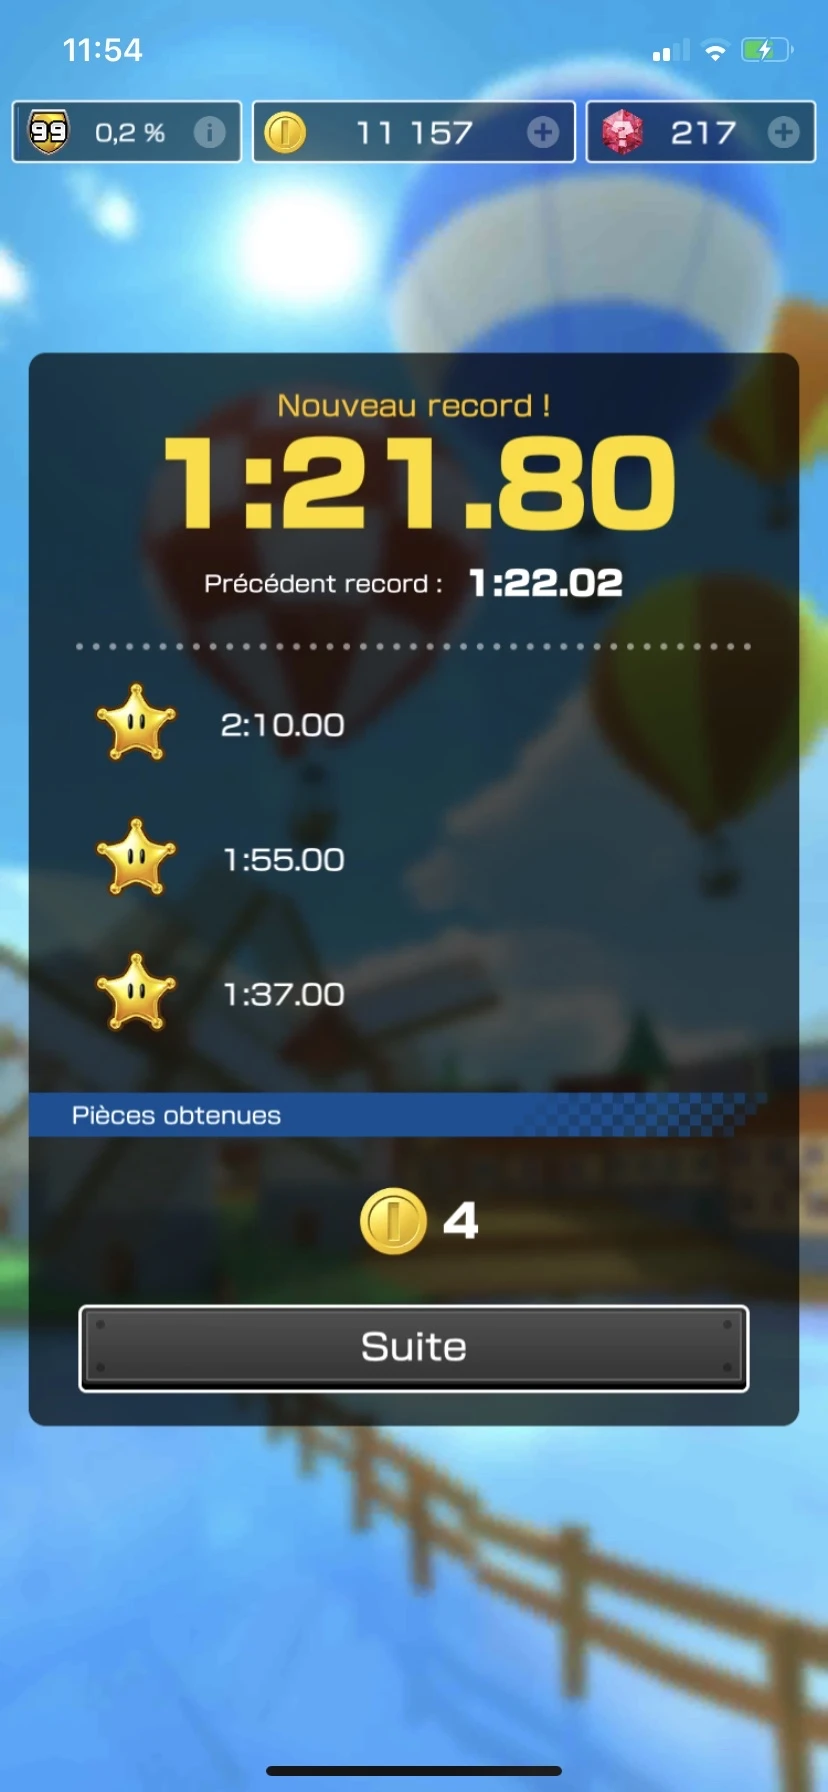 11:54
99 0,2 % i
11 157 +
? 217 +
Nouveau record !
1:21.80
Précédent record : 1:22.02
2:10.00
1:55.00
1:37.00
Pièces obtenues
4
Suite